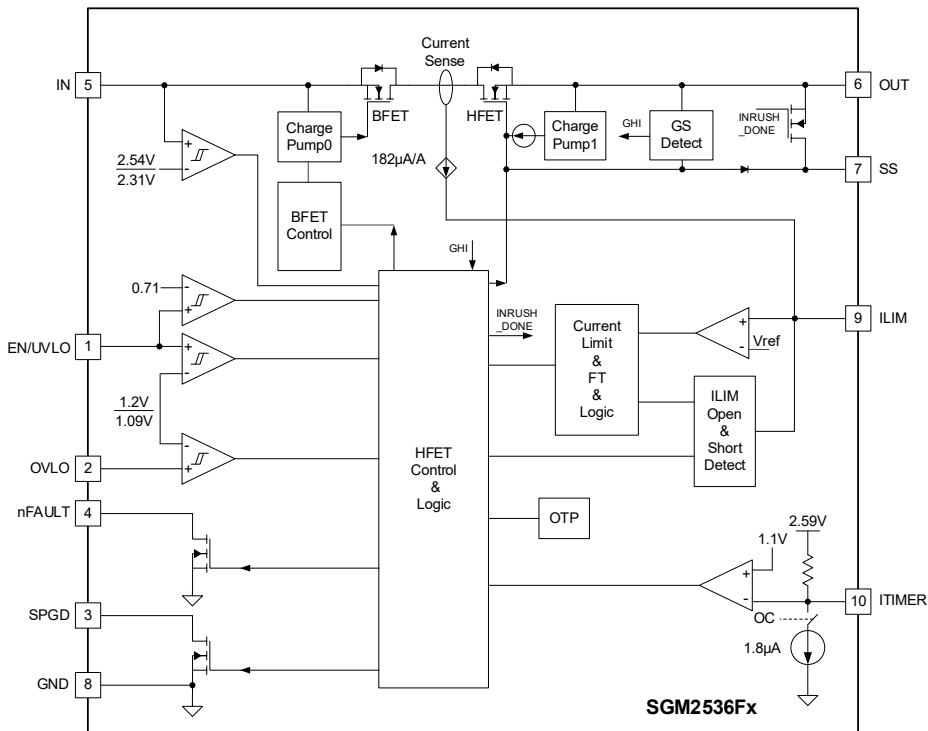 Current
Sense
IN
5
6
OUT
BFET
HFET
INRUSH
_DONE
Charge
Pump0
182µA/A
Charge
Pump1
GHI
GS
Detect
+
-
2.54V
2.31V
7
SS
BFET
Control
GHI
0.71
-
+
INRUSH
_DONE
Current
Limit
&
FT
&
Logic
+
-
Vref
9
ILIM
EN/UVLO
1
+
-
1.2V
1.09V
ILIM
Open
&
Short
Detect
-
+
OVLO
2
HFET
Control
&
Logic
nFAULT
4
OTP
2.59V
1.1V
+
-
10
ITIMER
SPGD
3
OC
1.8µA
GND
8
SGM2536Fx